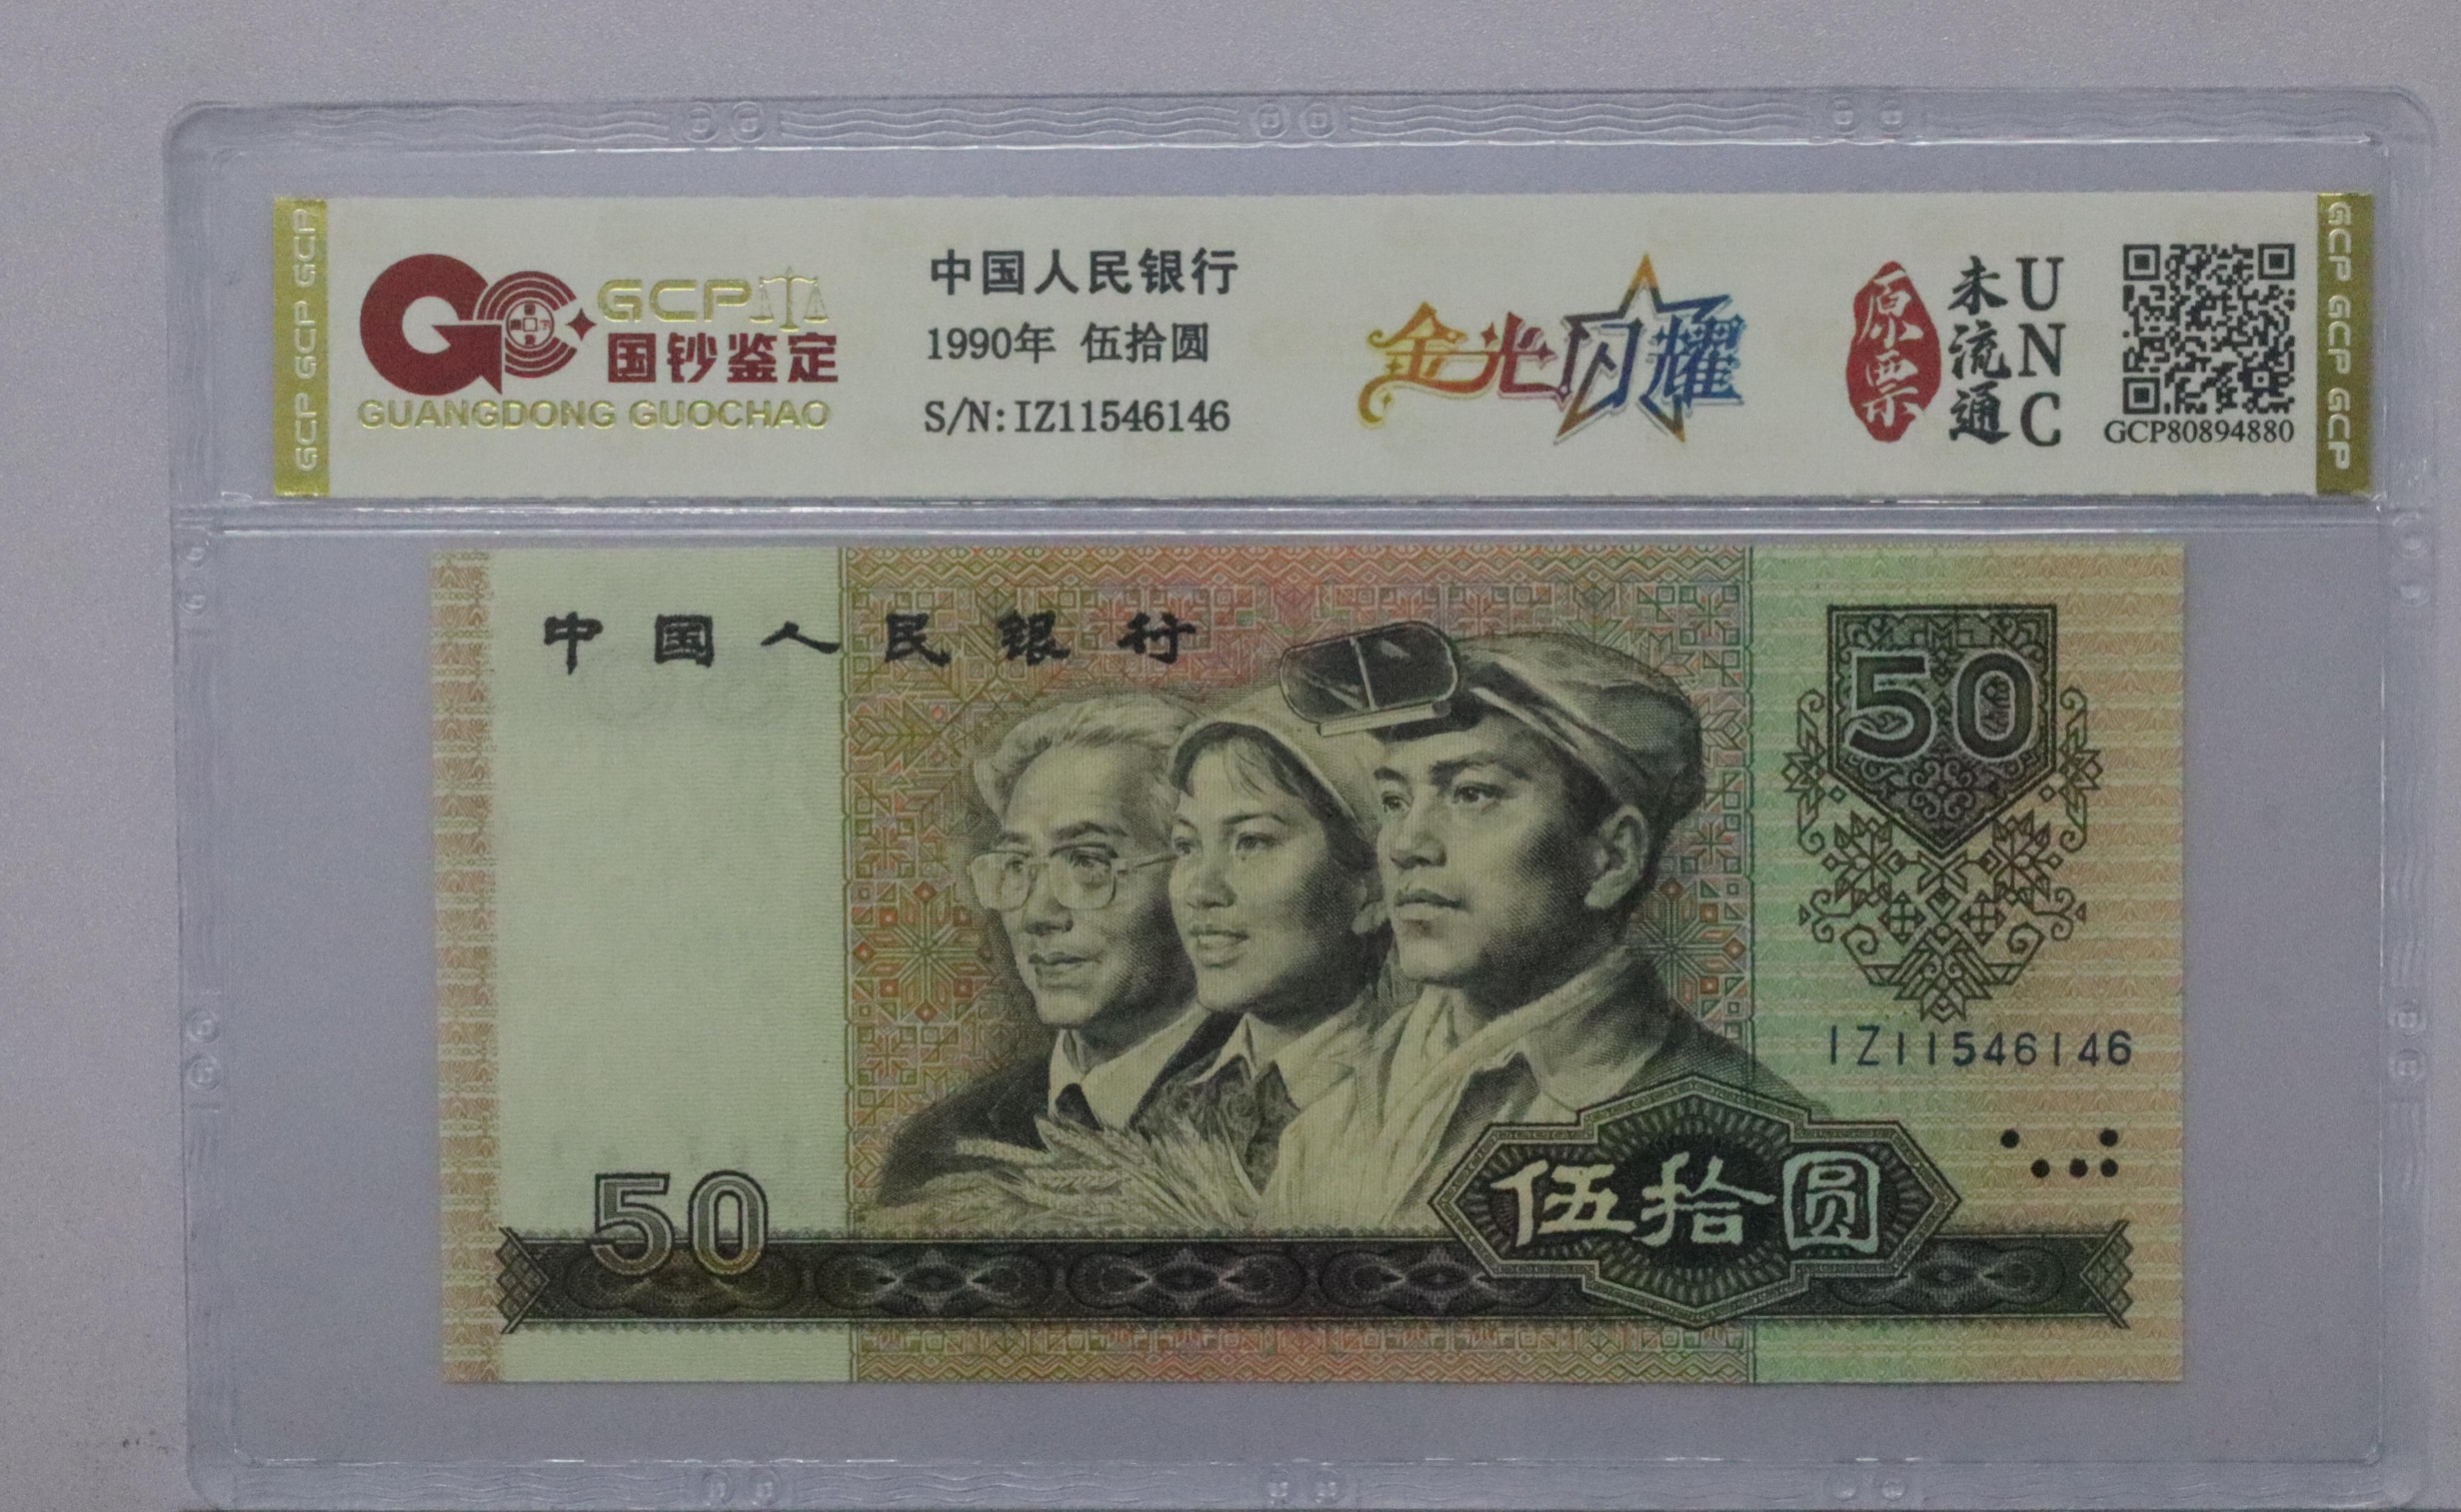 GCP GCP GCP
GCP
国钞鉴定
GUANGDONG GUOCHAO
中国人民银行
1990年 伍拾圆
S/N:IZ11546146
金光闪耀
原票
未流通
UNC
GCP80894880
GCP GCP GCP
中国人民银行
50
IZ11546146
50
伍拾圆